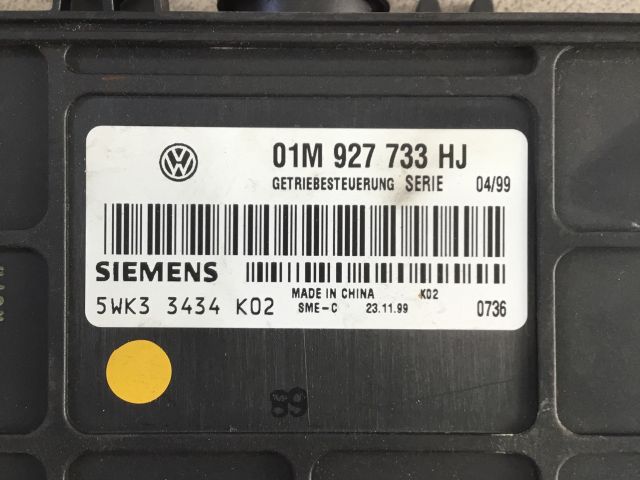 01M 927 733 HJ
GETRIEBESTEUERUNG SERIE 04/99
SIEMENS
MADE IN CHINA K02
5WK3 3434 K02 SME-C 23.11.99 0736